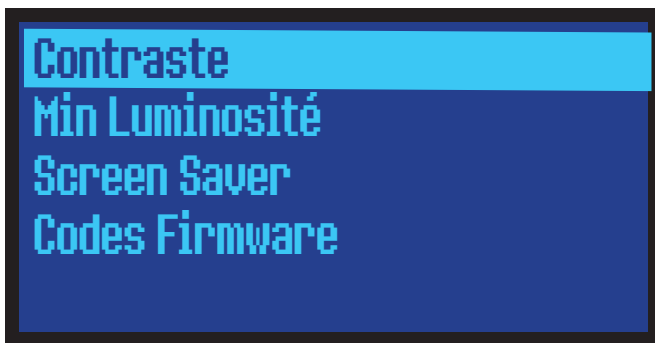 Contraste
Min Luminosité
Screen Saver
Codes Firmware